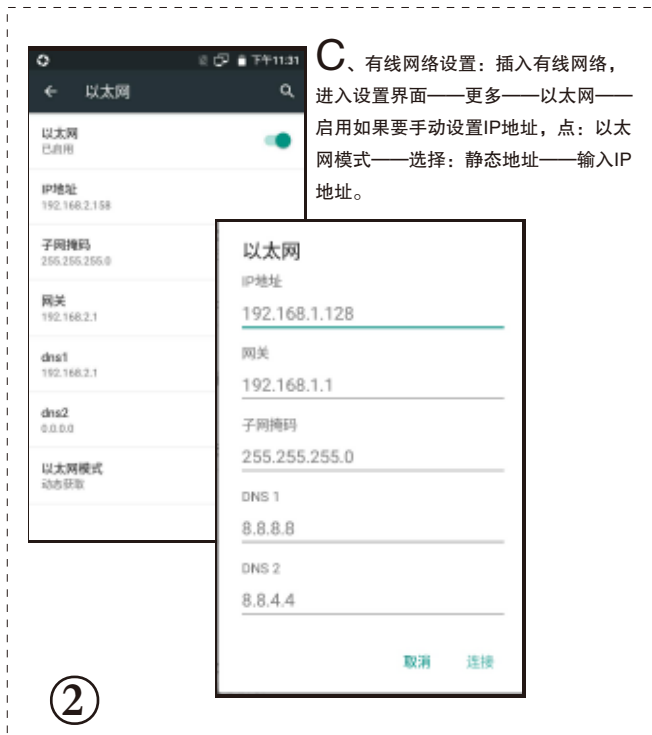 下午11:31
以太网
以太网
已启用
IP地址
192.168.2.158
子网掩码
255.255.255.0
网关
192.168.2.1
dns1
192.168.2.1
dns2
0.0.0.0
以太网模式
动态获取
C、有线网络设置：插入有线网络，
进入设置界面——更多——以太网——
启用如果要手动设置IP地址，点：以太
网模式——选择：静态地址——输入IP
地址。
以太网
IP地址
192.168.1.128
网关
192.168.1.1
子网掩码
255.255.255.0
DNS 1
8.8.8.8
DNS 2
8.8.4.4
取消 连接
②